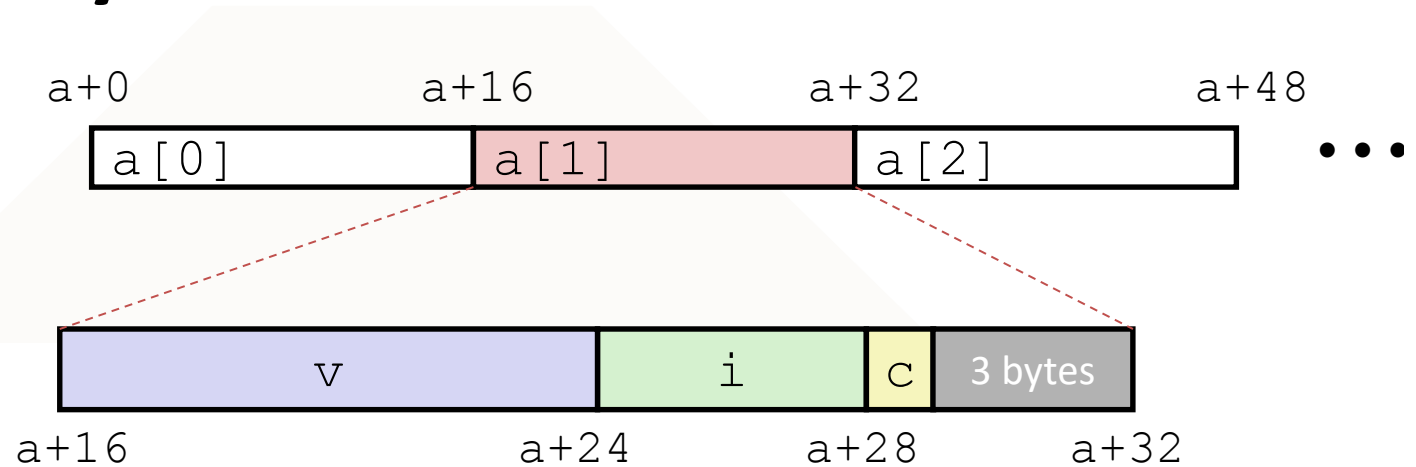 a+0 a+16 a+32 a+48
a[0] a[1] a[2] •••
v i c 3 bytes
a+16 a+24 a+28 a+32